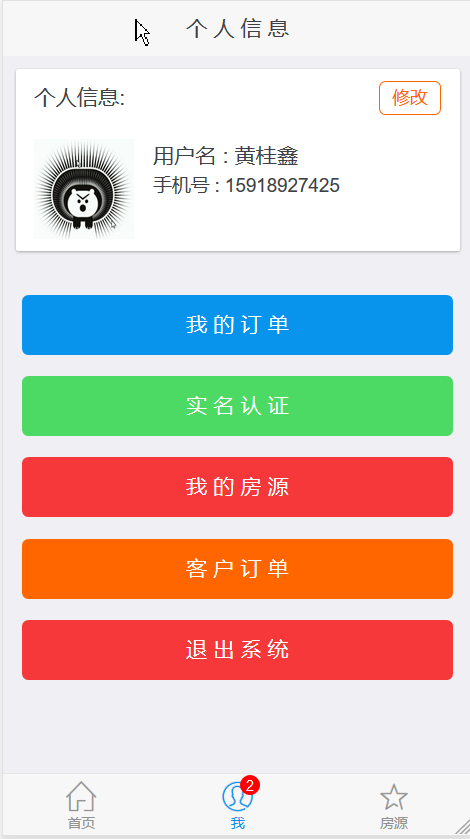 个人信息
个人信息:
修改
用户名 : 黄桂鑫
手机号 : 15918927425
我的订单
实名认证
我的房源
客户订单
退出系统
2
首页
我
房源